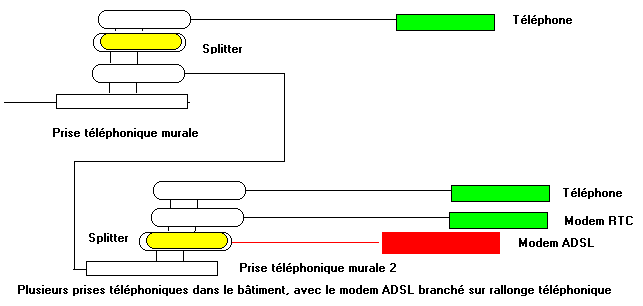 Téléphone
Splitter
Prise téléphonique murale
Téléphone
Modem RTC
Splitter
Modem ADSL
Prise téléphonique murale 2
Plusieurs prises téléphoniques dans le bâtiment, avec le modem ADSL branché sur rallonge téléphonique